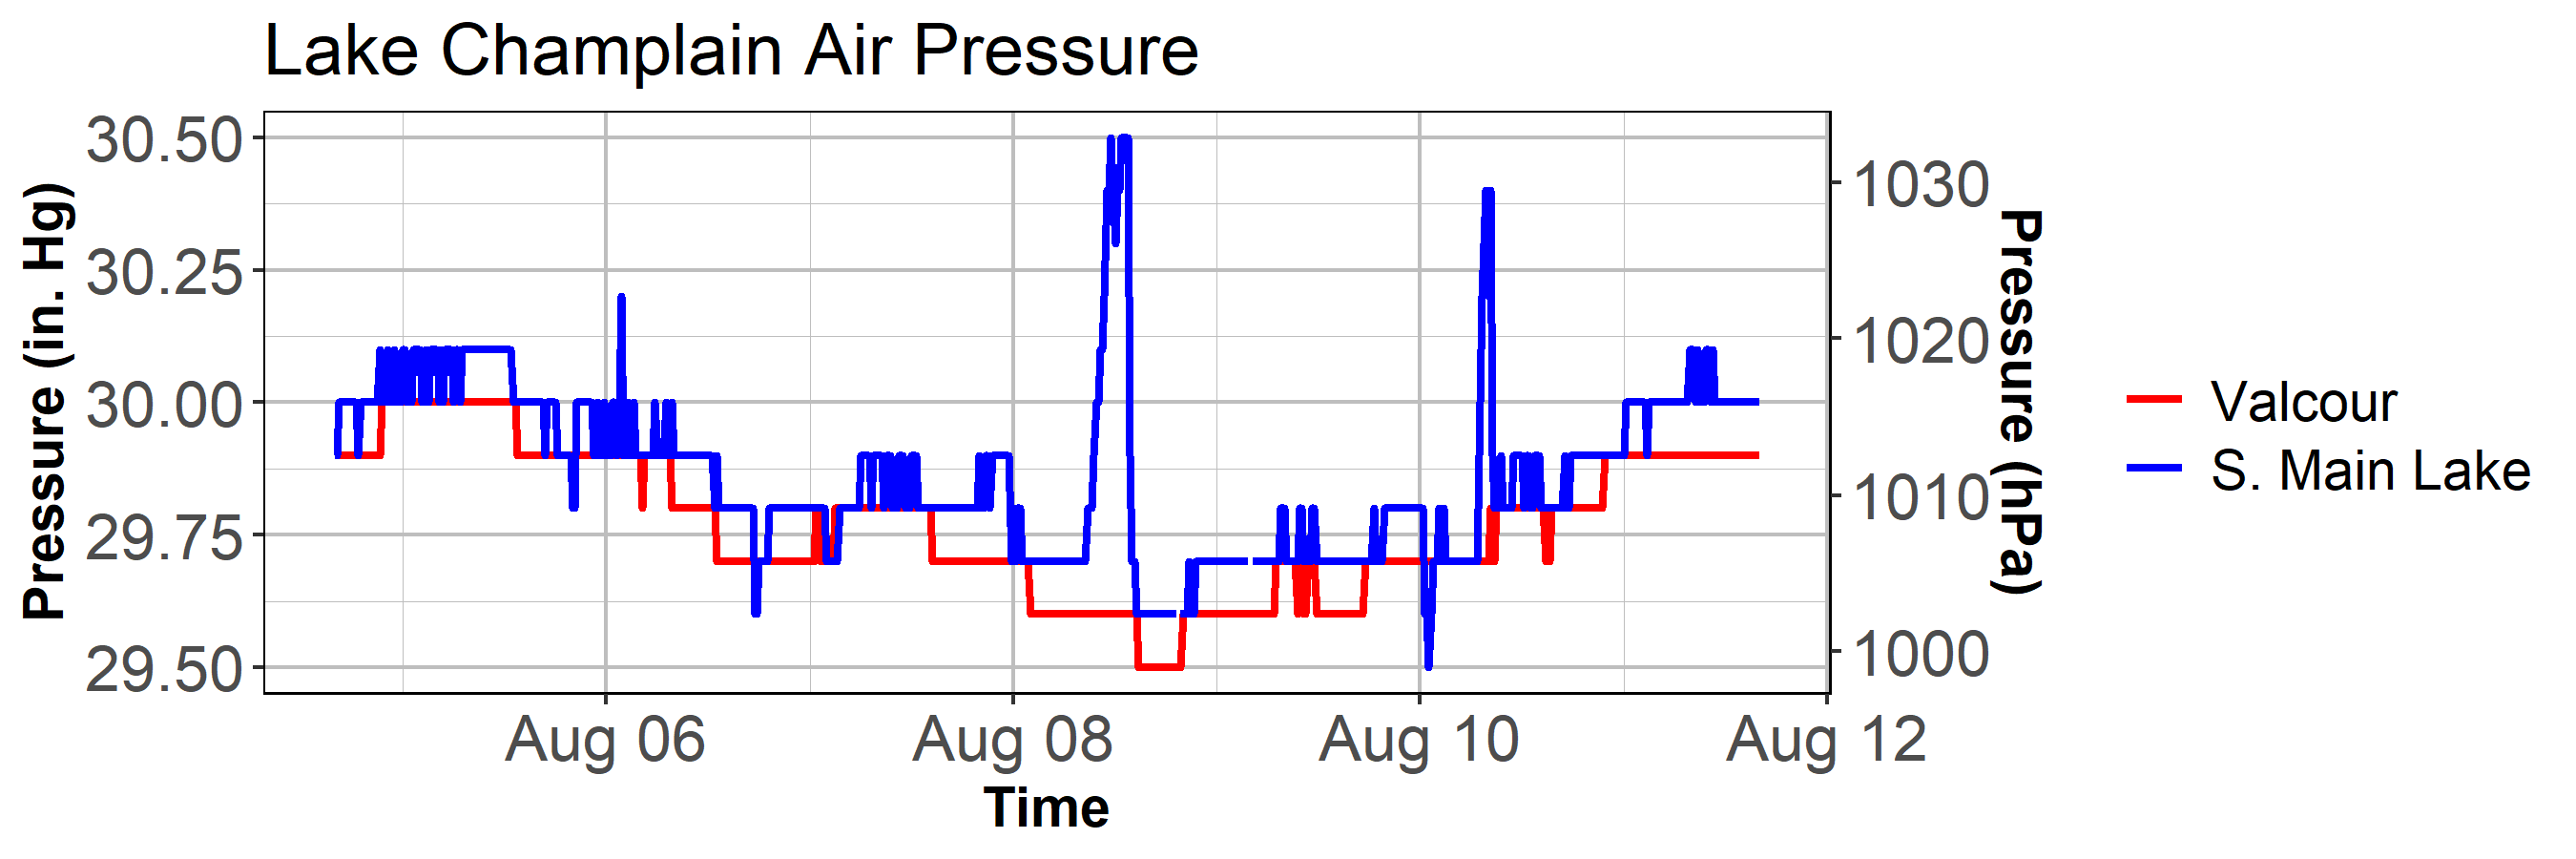 Lake Champlain Air Pressure
Pressure (in. Hg)
30.50
30.25
30.00
29.75
29.50
1030
1020
1010
1000
Pressure (hPa)
Aug 06
Aug 08
Aug 10
Aug 12
Time
Valcour
S. Main Lake